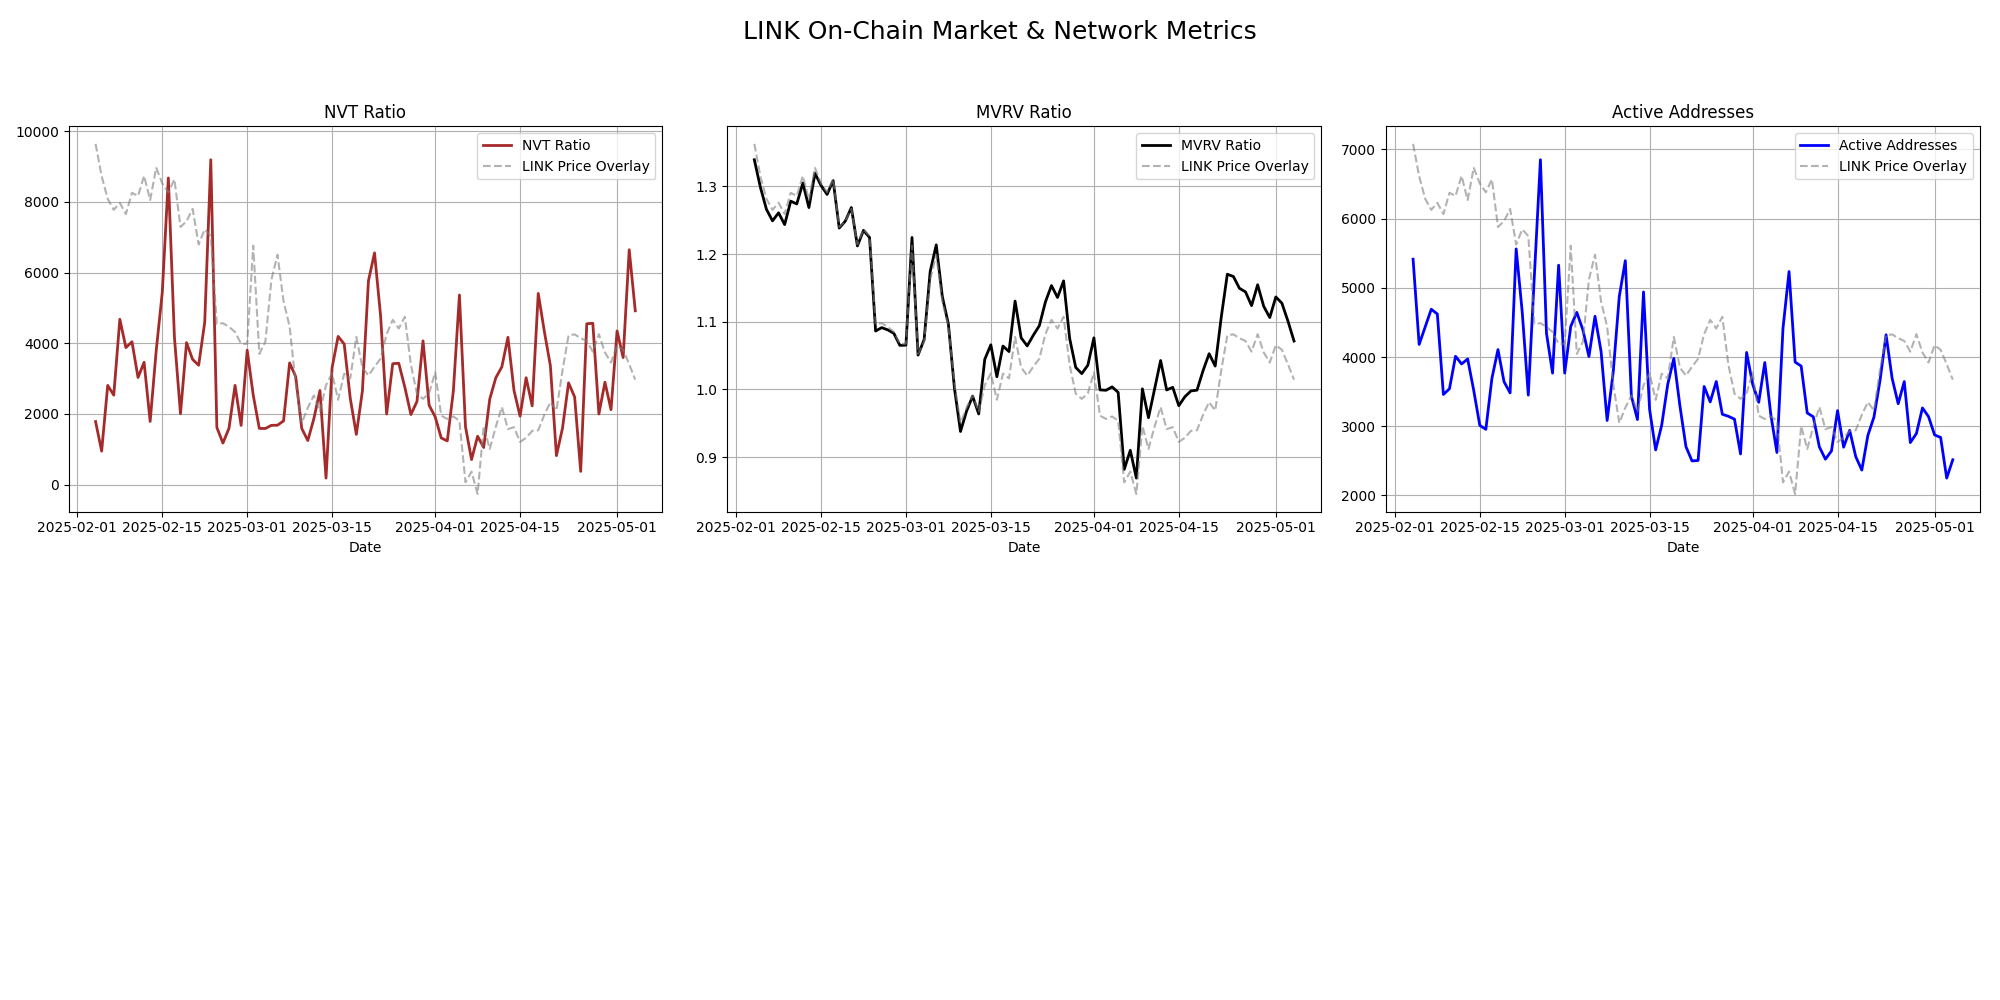 LINK On-Chain Market & Network Metrics
NVT Ratio
10000
8000
6000
4000
2000
0
NVT Ratio
LINK Price Overlay
2025-02-01 2025-02-15 2025-03-01 2025-03-15 2025-04-01 2025-04-15 2025-05-01
Date
MVRV Ratio
1.3
1.2
1.1
1.0
0.9
MVRV Ratio
LINK Price Overlay
2025-02-01 2025-02-15 2025-03-01 2025-03-15 2025-04-01 2025-04-15 2025-05-01
Date
Active Addresses
7000
6000
5000
4000
3000
2000
Active Addresses
LINK Price Overlay
2025-02-01 2025-02-15 2025-03-01 2025-03-15 2025-04-01 2025-04-15 2025-05-01
Date